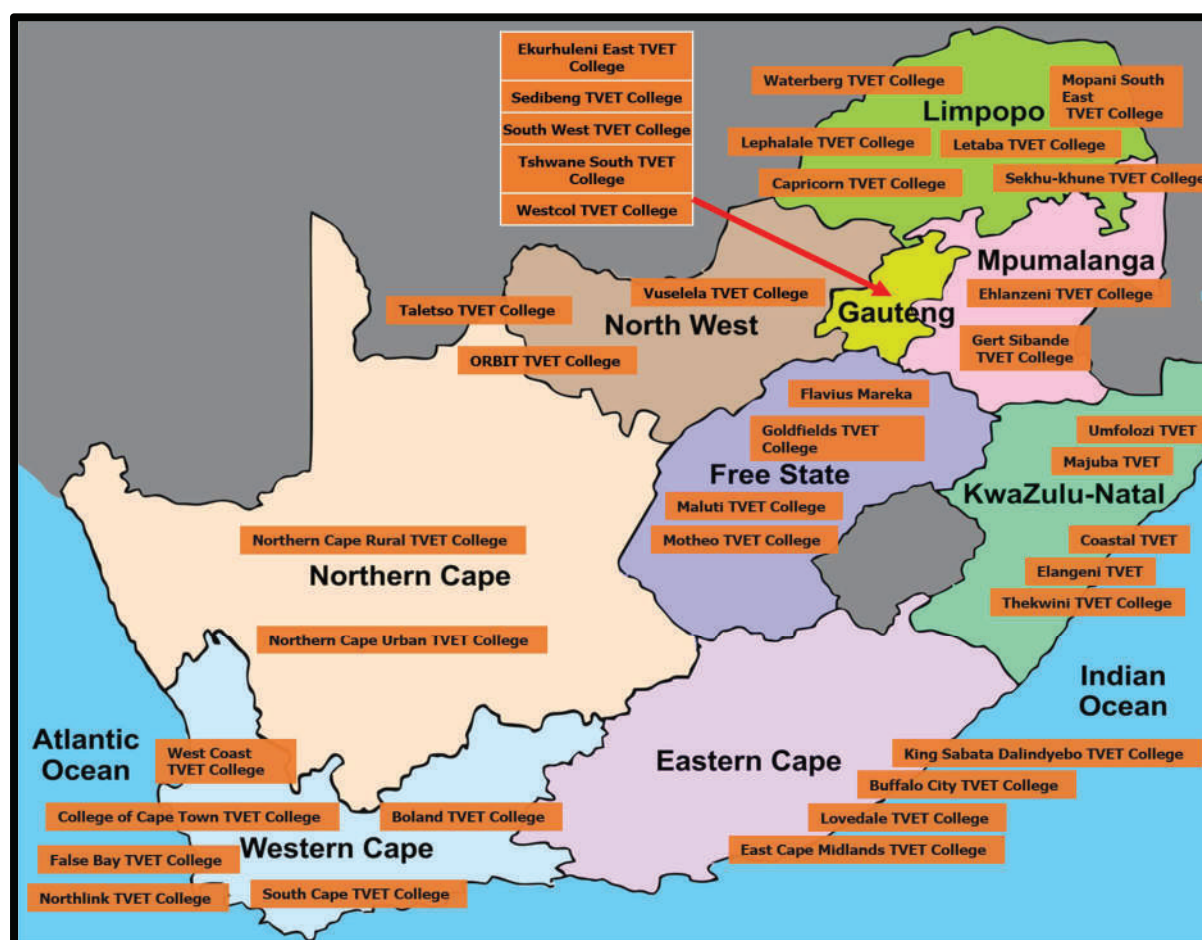 Ekurhuleni East TVET
College
Sedibeng TVET College
South West TVET College
Tshwane South TVET
College
Westcol TVET College
Waterberg TVET College
Mopani South
East
TVET College
Limpopo
Lephalale TVET College
Letaba TVET College
Capricorn TVET College
Sekhu-khune TVET College
Mpumalanga
Ehlanzeni TVET College
Gert Sibande
TVET College
Gauteng
Vuselela TVET College
Taletso TVET College
North West
ORBIT TVET College
Flavius Mareka
Goldfields TVET
College
Free State
Maluti TVET College
Motheo TVET College
Umfolozi TVET
Majuba TVET
KwaZulu-Natal
Coastal TVET
Elangeni TVET
Thekwini TVET College
Northern Cape Rural TVET College
Northern Cape
Northern Cape Urban TVET College
Indian
Ocean
Atlantic
Ocean
West Coast
TVET College
College of Cape Town TVET College
Boland TVET College
Western Cape
False Bay TVET College
Northlink TVET College
South Cape TVET College
Eastern Cape
King Sabata Dalindyebo TVET College
Buffalo City TVET College
Lovedale TVET College
East Cape Midlands TVET College